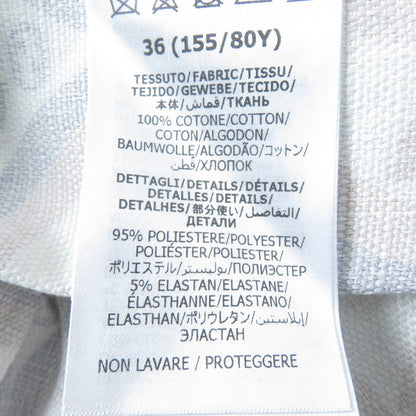 36 (155/80Y)
TESSUTO/FABRIC/TISSU/
TEJIDO/GEWEBE/TECIDO/
本体/قماش/ТКАНЬ
100% COTONE/COTTON/
COTON/ALGODON/
BAUMWOLLE/ALGODÃO/コットン/
قطن/ХЛОПОК
DETTAGLI/DETAILS/DÉTAILS/
DETALLES/DETAILS/
DETALHES/部分使い/التفاصيل/
ДЕТАЛИ
95% POLIESTERE/POLYESTER/
POLIÉSTER/POLIESTER/
ポリエステル/بوليستر/ПОЛИЭСТЕР
5% ELASTAN/ELASTANE/
ÉLASTHANNE/ELASTANO/
ELASTHAN/ポリウレタン/إيلاستين/
ЭЛАСТАН
NON LAVARE / PROTEGGERE